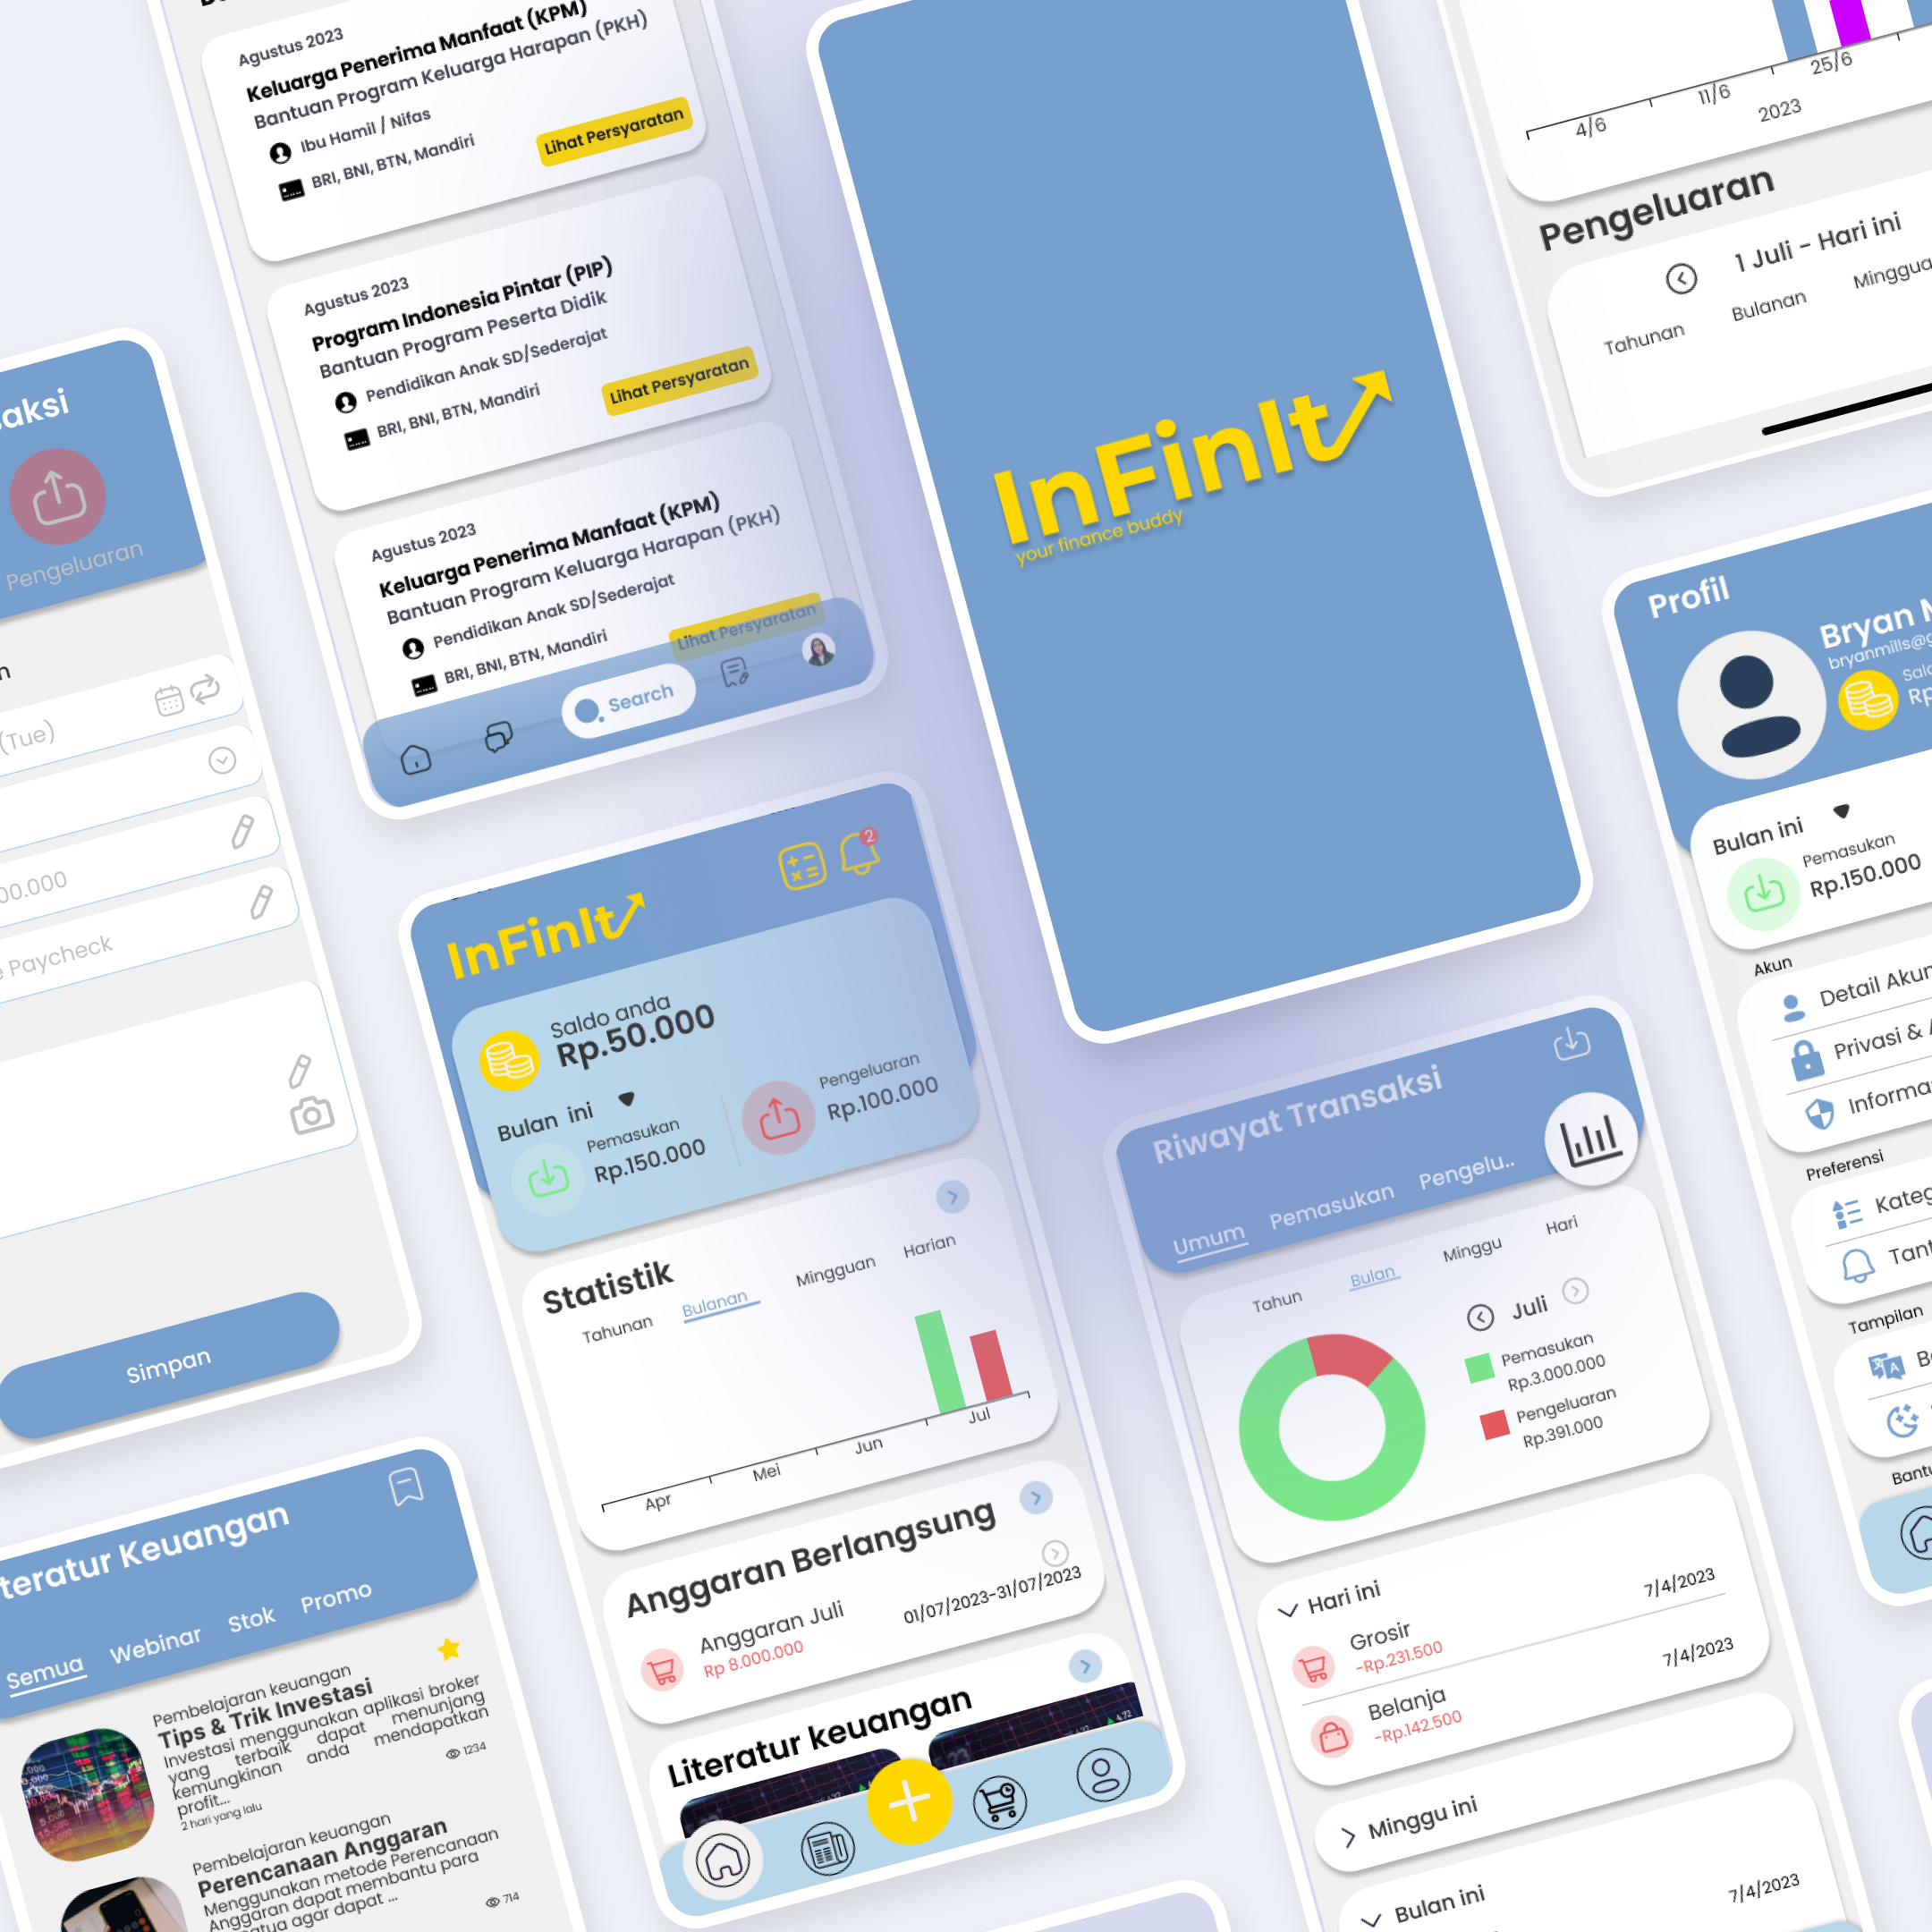 Agustus 2023
Keluarga Penerima Manfaat (KPM)
Bantuan Program Keluarga Harapan (PKH)
Ibu Hamil / Nifas
BRI, BNI, BTN, Mandiri
Lihat Persyaratan
Agustus 2023
Program Indonesia Pintar (PIP)
Bantuan Program Peserta Didik
Pendidikan Anak SD/Sederajat
BRI, BNI, BTN, Mandiri
Lihat Persyaratan
Agustus 2023
Keluarga Penerima Manfaat (KPM)
Bantuan Program Keluarga Harapan (PKH)
Pendidikan Anak SD/Sederajat
BRI, BNI, BTN, Mandiri
Lihat Persyaratan
Search
InFinIt
your finance buddy
4/6
11/6
25/6
2023
Pengeluaran
1 Juli - Hari ini
Tahunan
Bulanan
Minggua
aksi
Pengeluaran
n
(Tue)
00.000
Paycheck
Simpan
InFinIt
2
Saldo anda
Rp.50.000
Bulan ini
Pemasukan
Rp.150.000
Pengeluaran
Rp.100.000
Statistik
Tahunan
Bulanan
Mingguan
Harian
Apr
Mei
Jun
Jul
Anggaran Berlangsung
Anggaran Juli
Rp 8.000.000
01/07/2023-31/07/2023
Literatur keuangan
4,72
Riwayat Transaksi
Umum
Pemasukan
Pengelu..
Tahun
Bulan
Minggu
Hari
Juli
Pemasukan
Rp.3.000.000
Pengeluaran
Rp.391.000
Hari ini
7/4/2023
Grosir
-Rp.231.500
Belanja
7/4/2023
-Rp.142.500
Minggu ini
Bulan ini
7/4/2023
Profil
Bryan
bryanmills@g
Salo
Rp
Bulan ini
Pemasukan
Rp.150.000
Akun
Detail Akun
Privasi &
Informa
Preferensi
Kateg
Tant
Tampilan
B
Bantu
teratur Keuangan
Semua
Webinar
Stok
Promo
Pembelajaran keuangan
Tips & Trik Investasi
Investasi menggunakan aplikasi broker
yang terbaik dapat menunjang
kemungkinan anda mendapatkan
profit...
2 hari yang lalu
1234
Pembelajaran keuangan
Perencanaan Anggaran
Menggunakan metode Perencanaan
Anggaran dapat membantu para
atua agar dapat ...
714